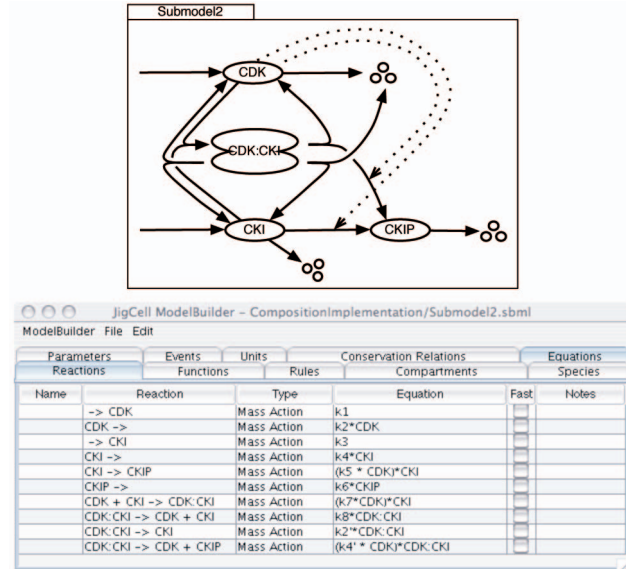 Submodel2
CDK
CDK:CKI
CKI
CKIP
JigCell ModelBuilder – CompositionImplementation/Submodel2.sbml
ModelBuilder File Edit
Parameters Events Units Conservation Relations Equations
Reactions Functions Rules Compartments Species
Name Reaction Type Equation Fast Notes
-> CDK Mass Action k1
CDK -> Mass Action k2*CDK
-> CKI Mass Action k3
CKI -> Mass Action k4*CKI
CKI -> CKIP Mass Action (k5 * CDK)*CKI
CKIP -> Mass Action k6*CKIP
CDK + CKI -> CDK:CKI Mass Action (k7*CDK)*CKI
CDK:CKI -> CDK + CKI Mass Action k8*CDK:CKI
CDK:CKI -> CKI Mass Action k2'*CDK:CKI
CDK:CKI -> CDK + CKIP Mass Action (k4' * CDK)*CDK:CKI